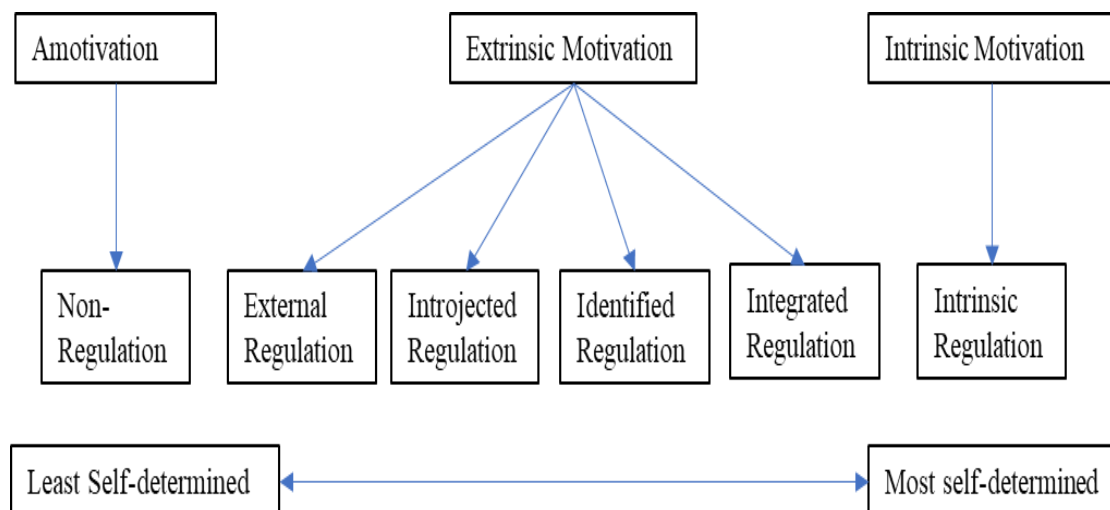 Amotivation
Extrinsic Motivation
Intrinsic Motivation
Non-
Regulation
External
Regulation
Introjected
Regulation
Identified
Regulation
Integrated
Regulation
Intrinsic
Regulation
Least Self-determined
Most self-determined